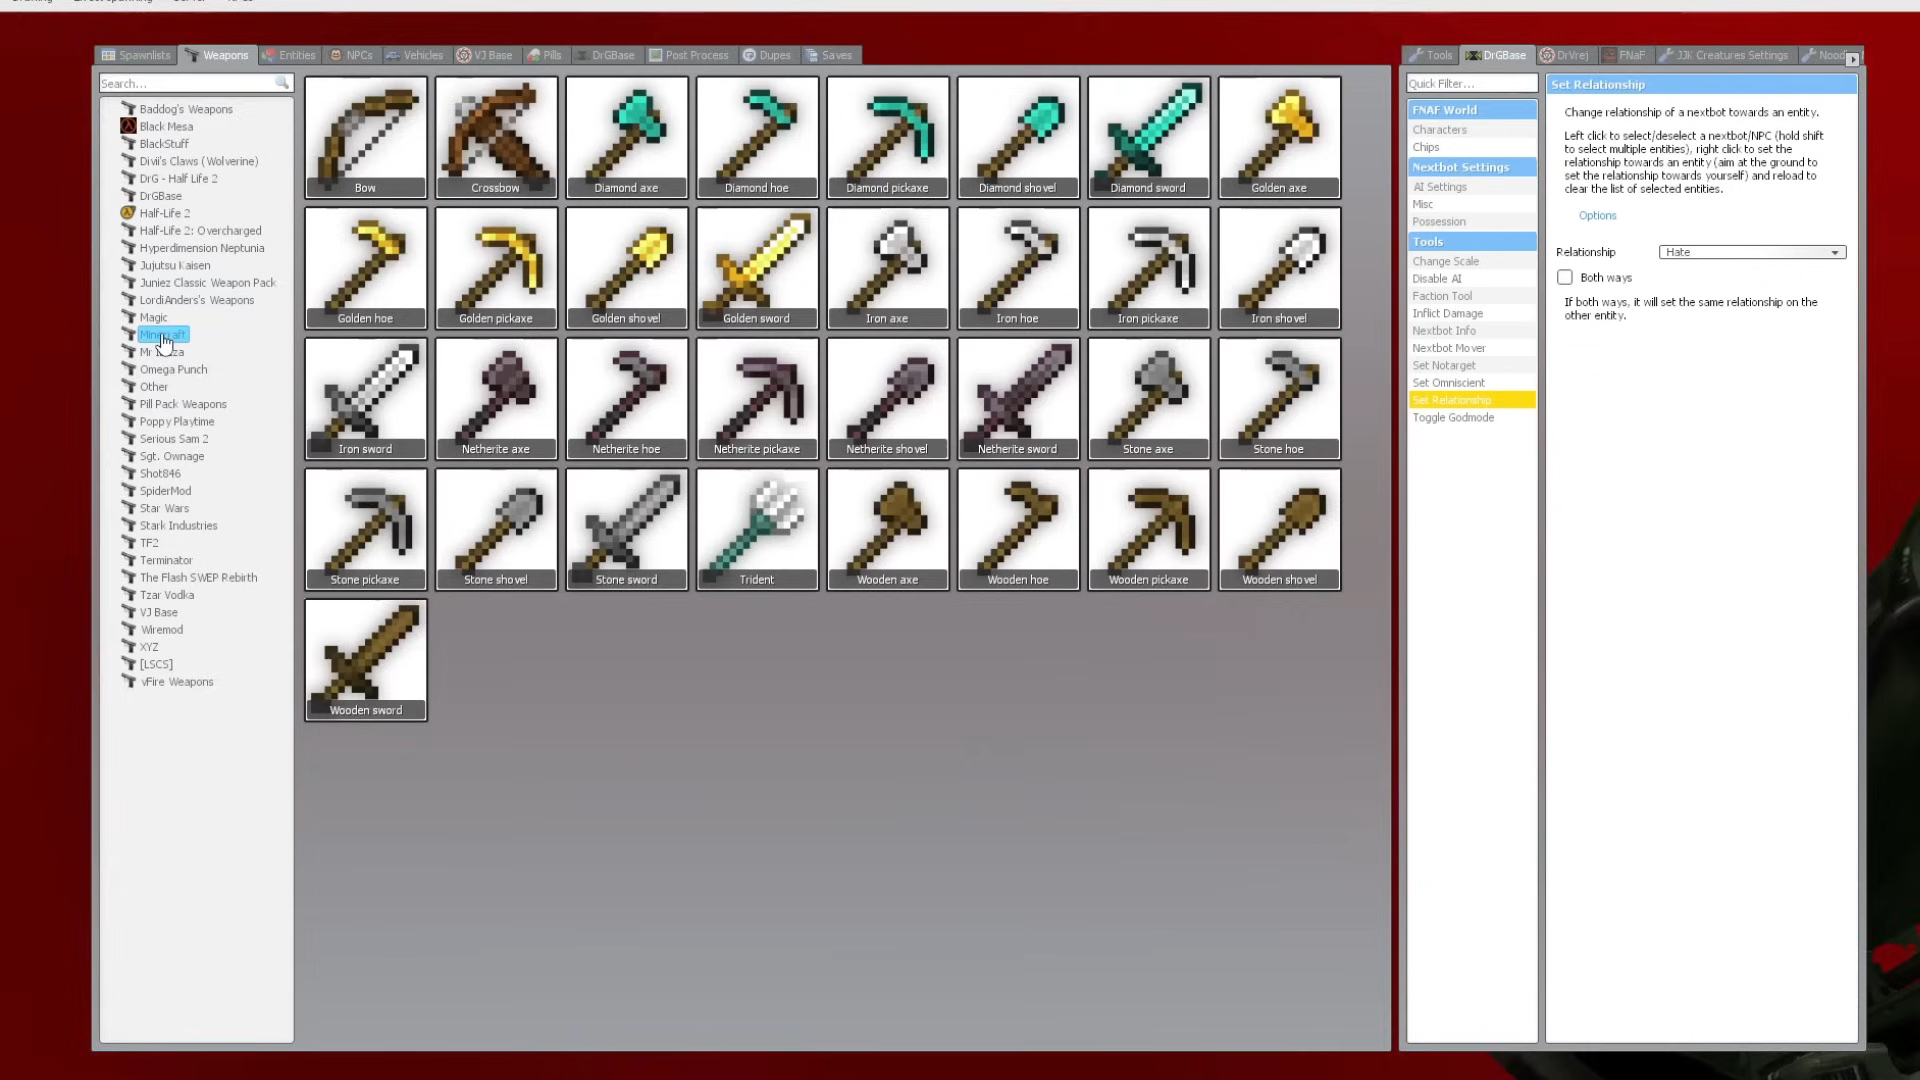 Spawnlists Weapons Entities NPCs Vehicles VJ Base Pills DrGBase Post Process Dupes Saves
Search...
Baddog's Weapons
Black Mesa
BlackStuff
Divii's Claws (Wolverine)
DrG - Half Life 2
DrGBase
Half-Life 2
Half-Life 2: Overcharged
Hyperdimension Neptunia
Jujutsu Kaisen
Juniez Classic Weapon Pack
LordiAnders's Weapons
Magic
Minecraft
Mr
Omega Punch
Other
Pill Pack Weapons
Poppy Playtime
Serious Sam 2
Sgt. Ownage
Shot846
SpiderMod
Star Wars
Stark Industries
TF2
Terminator
The Flash SWEP Rebirth
Tzar Vodka
VJ Base
Wiremod
XYZ
[LSCS]
vFire Weapons
Bow Crossbow Diamond axe Diamond hoe Diamond pickaxe Diamond shovel Diamond sword Golden axe
Golden hoe Golden pickaxe Golden shovel Golden sword Iron axe Iron hoe Iron pickaxe Iron shovel
Iron sword Netherite axe Netherite hoe Netherite pickaxe Netherite shovel Netherite sword Stone axe Stone hoe
Stone pickaxe Stone shovel Stone sword Trident Wooden axe Wooden hoe Wooden pickaxe Wooden shovel
Wooden sword
Tools DrGBase DrVrej FNaF JJK Creatures Settings Nood
Quick Filter...
FNAF World
Characters
Chips
Nextbot Settings
AI Settings
Misc
Possession
Tools
Change Scale
Disable AI
Faction Tool
Inflict Damage
Nextbot Info
Nextbot Mover
Set Notarget
Set Omniscient
Set Relationship
Toggle Godmode
Set Relationship
Change relationship of a nextbot towards an entity.
Left click to select/deselect a nextbot/NPC (hold shift
to select multiple entities), right click to set the
relationship towards an entity (aim at the ground to
set the relationship towards yourself) and reload to
clear the list of selected entities.
Options
Relationship Hate
Both ways
If both ways, it will set the same relationship on the
other entity.